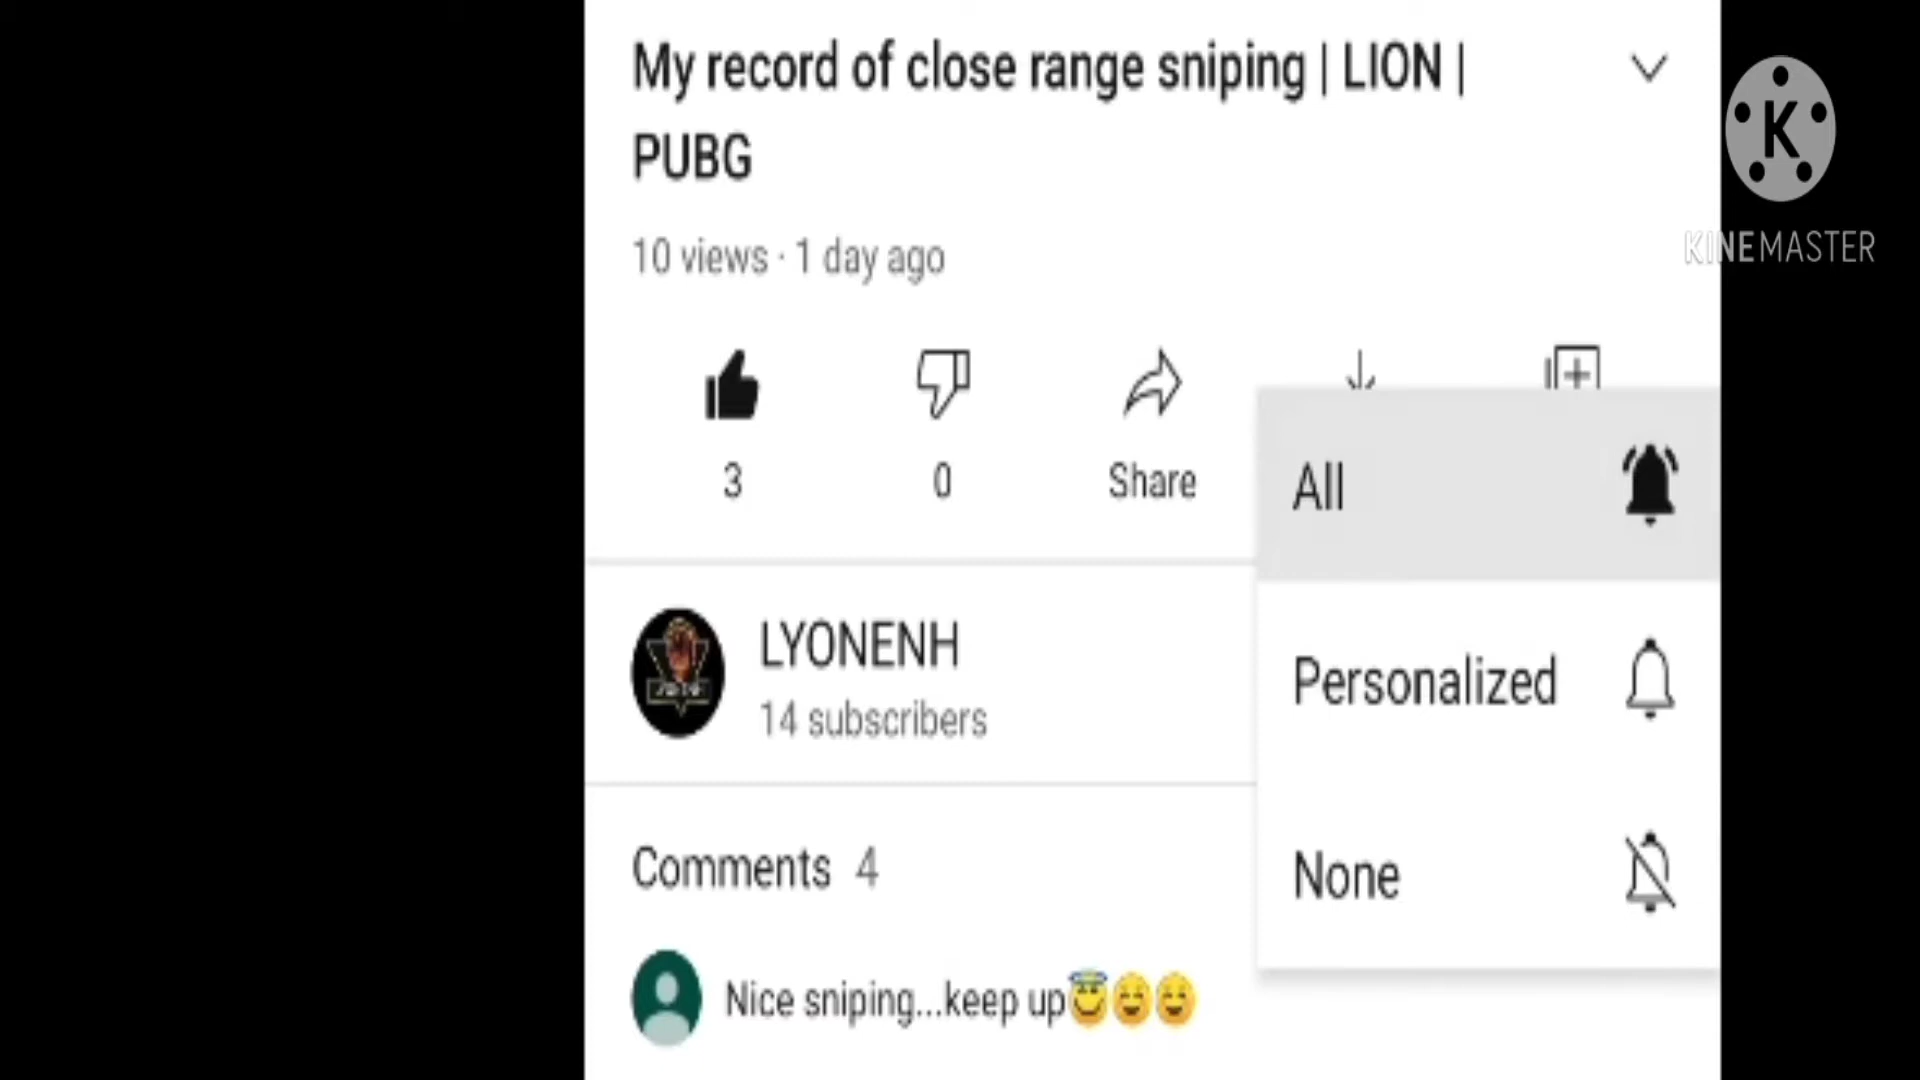 My record of close range sniping | LION |
PUBG
10 views · 1 day ago
3
0
Share
All
LYONENH
14 subscribers
Personalized
Comments 4
None
Nice sniping...keep up😇😄😄
K
KINEMASTER